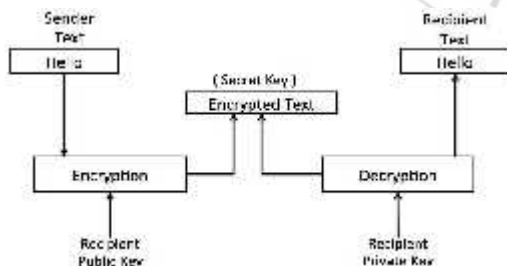 Sender
Text
Hello
Recipient
Text
Hello
( Secret Key )
Encrypted Text
Encryption
Decryption
Recipient
Public Key
Recipient
Private Key